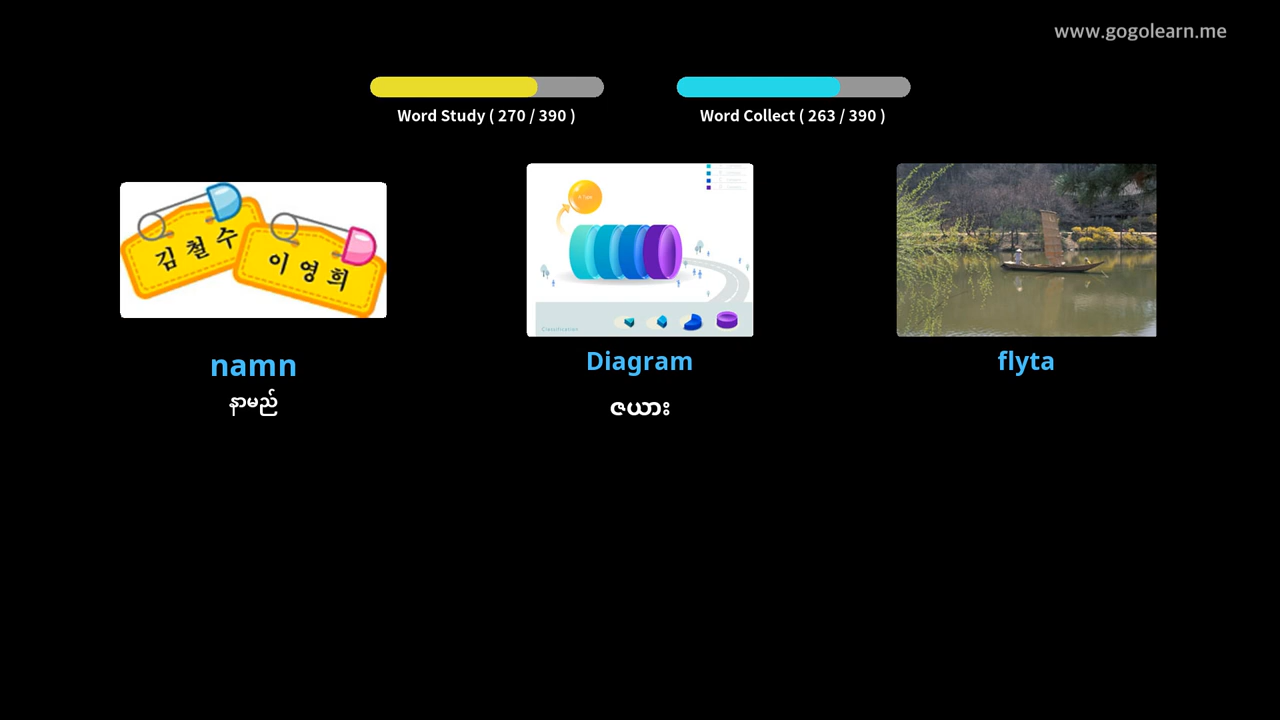 www.gogolearn.me
Word Study ( 270 / 390 )
Word Collect ( 263 / 390 )
김철수
이영희
Classification
namn
Diagram
flyta
နာမည်
ဇယား